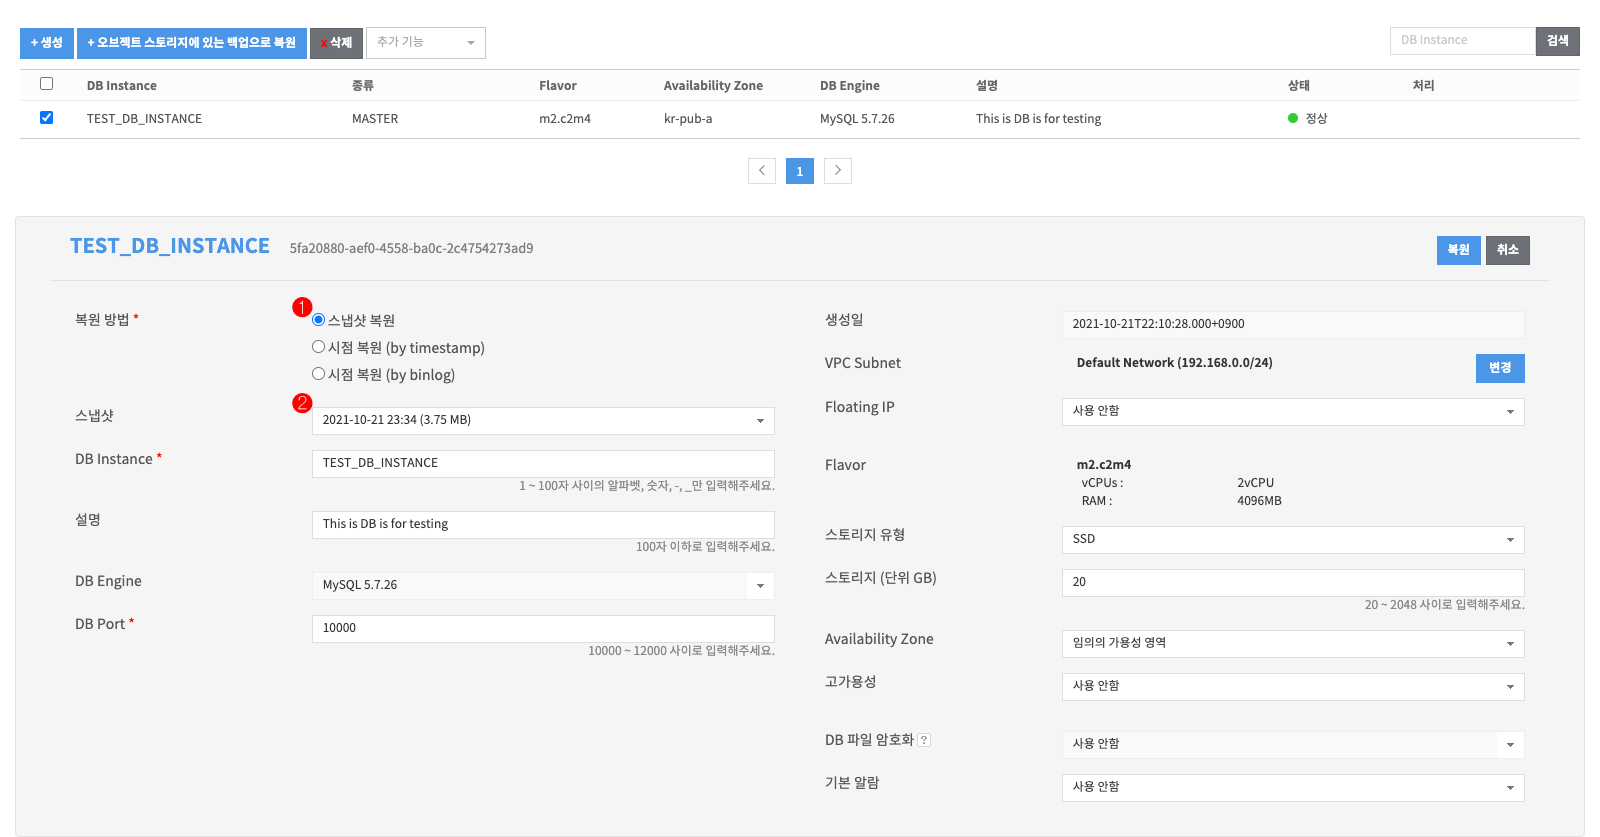 + 생성 + 오브젝트 스토리지에 있는 백업으로 복원 x 삭제 추가 기능 DB Instance 검색
DB Instance 종류 Flavor Availability Zone DB Engine 설명 상태 처리
TEST_DB_INSTANCE MASTER m2.c2m4 kr-pub-a MySQL 5.7.26 This is DB is for testing 정상
1
TEST_DB_INSTANCE 5fa20880-aef0-4558-ba0c-2c4754273ad9 복원 취소
복원 방법 * 1 스냅샷 복원
시점 복원 (by timestamp)
시점 복원 (by binlog)
스냅샷 2 2021-10-21 23:34 (3.75 MB)
DB Instance * TEST_DB_INSTANCE
1 ~ 100자 사이의 알파벳, 숫자, -, _만 입력해주세요.
설명 This is DB is for testing
100자 이하로 입력해주세요.
DB Engine MySQL 5.7.26
DB Port * 10000
10000 ~ 12000 사이로 입력해주세요.
생성일 2021-10-21T22:10:28.000+0900
VPC Subnet Default Network (192.168.0.0/24) 변경
Floating IP 사용 안함
Flavor m2.c2m4
vCPUs : 2vCPU
RAM : 4096MB
스토리지 유형 SSD
스토리지 (단위 GB) 20
20 ~ 2048 사이로 입력해주세요.
Availability Zone 임의의 가용성 영역
고가용성 사용 안함
DB 파일 암호화 ? 사용 안함
기본 알람 사용 안함